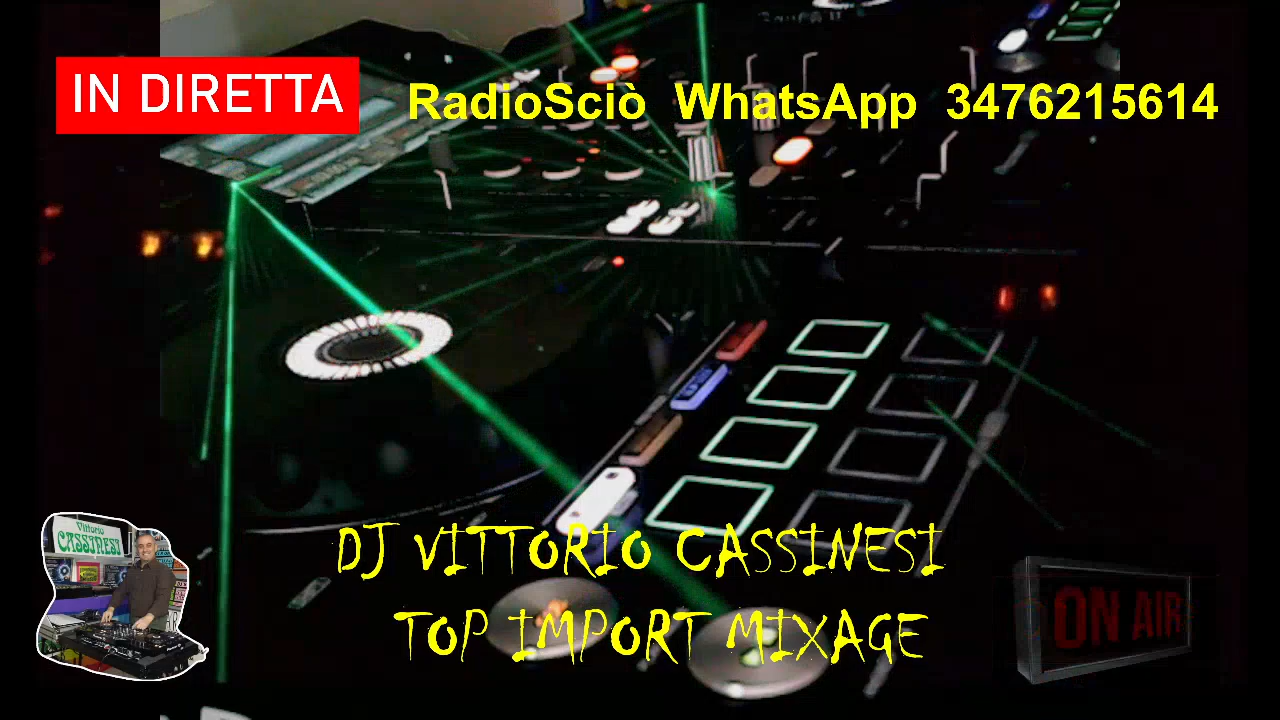 IN DIRETTA
RadioSciò WhatsApp 3476215614
Vittorio
CASSINESI
DJ VITTORIO CASSINESI
TOP IMPORT MIXAGE
ON AIR